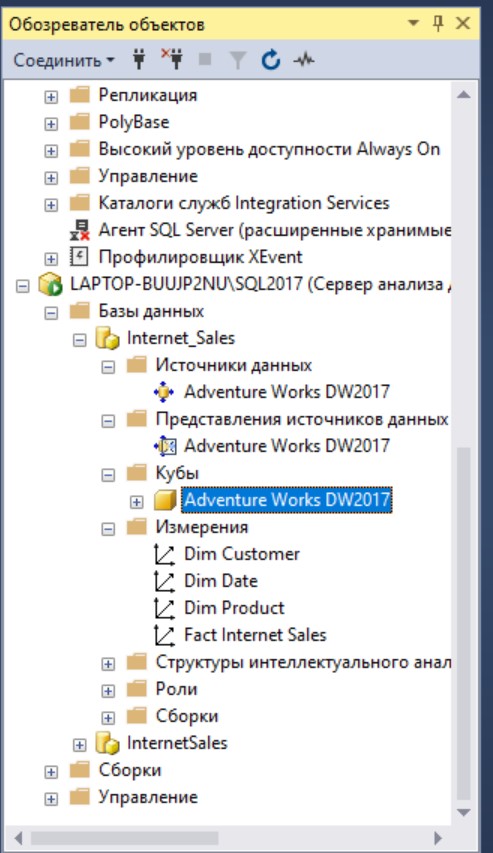 Обозреватель объектов
Соединить
Репликация
PolyBase
Высокий уровень доступности Always On
Управление
Каталоги служб Integration Services
Агент SQL Server (расширенные хранимые
Профилировщик XEvent
LAPTOP-BUUJP2NU\SQL2017 (Сервер анализа
Базы данных
Internet_Sales
Источники данных
Adventure Works DW2017
Представления источников данных
Adventure Works DW2017
Кубы
Adventure Works DW2017
Измерения
Dim Customer
Dim Date
Dim Product
Fact Internet Sales
Структуры интеллектуального анал
Роли
Сборки
InternetSales
Сборки
Управление